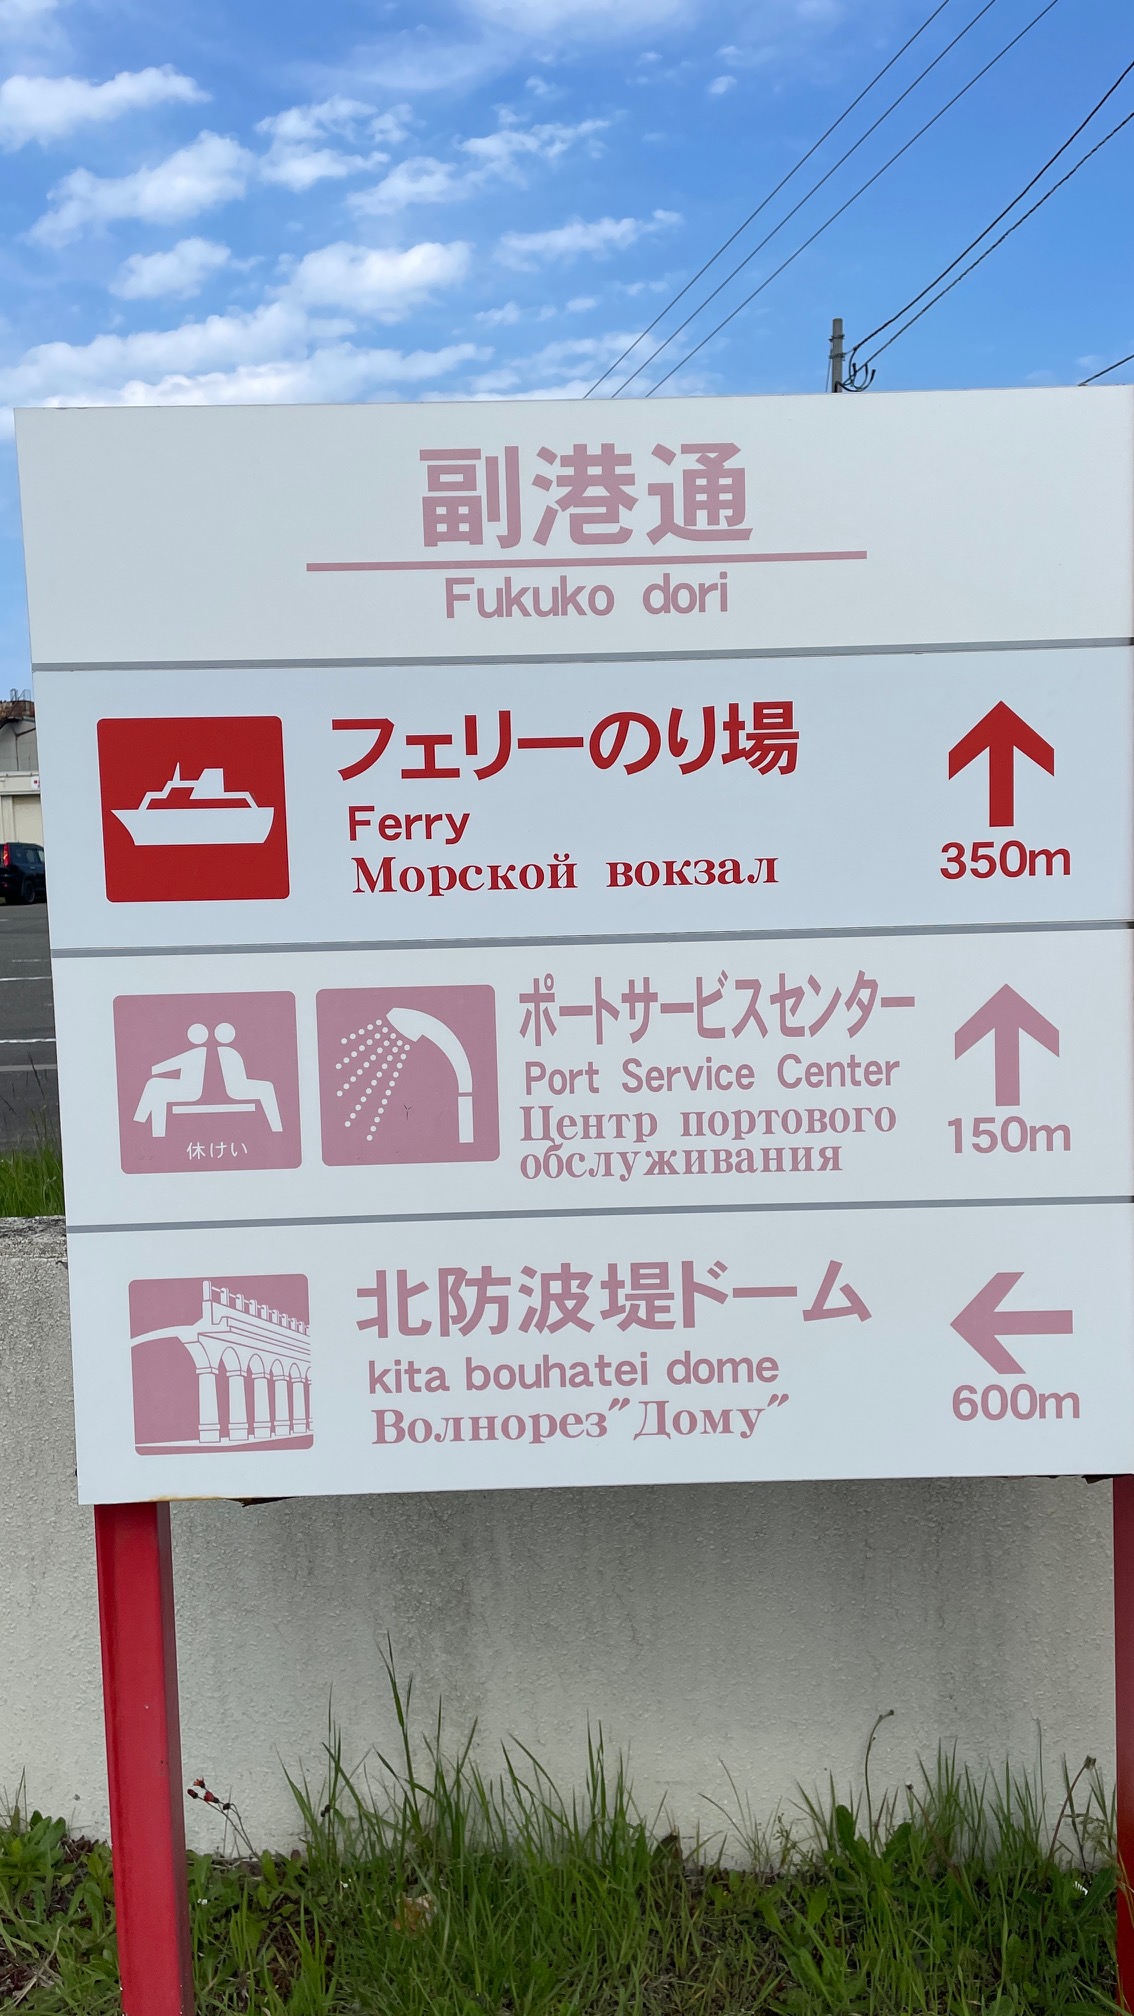 副港通
Fukuko dori
フェリーのり場
Ferry
Морской вокзал
350m
休けい
ポートサービスセンター
Port Service Center
Центр портового
обслуживания
150m
北防波堤ドーム
kita bouhatei dome
Волнорез"Дому"
600m